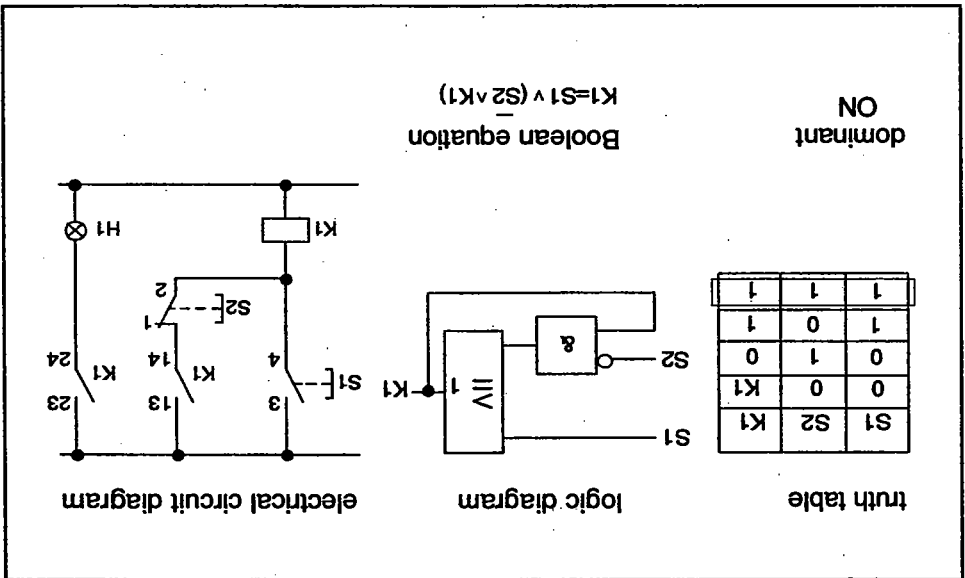 truth table
logic diagram
electrical circuit diagram
S1 S2 K1
0 0 K1
0 1 0
1 0 1
1 1 1
S1
S2
&
≥1
K1
S1
3
4
K1
13
14
S2
1
2
K1
23
24
K1
H1
dominant
ON
Boolean equation
K1=S1 ∨ (S̅2̅ ∧ K1)